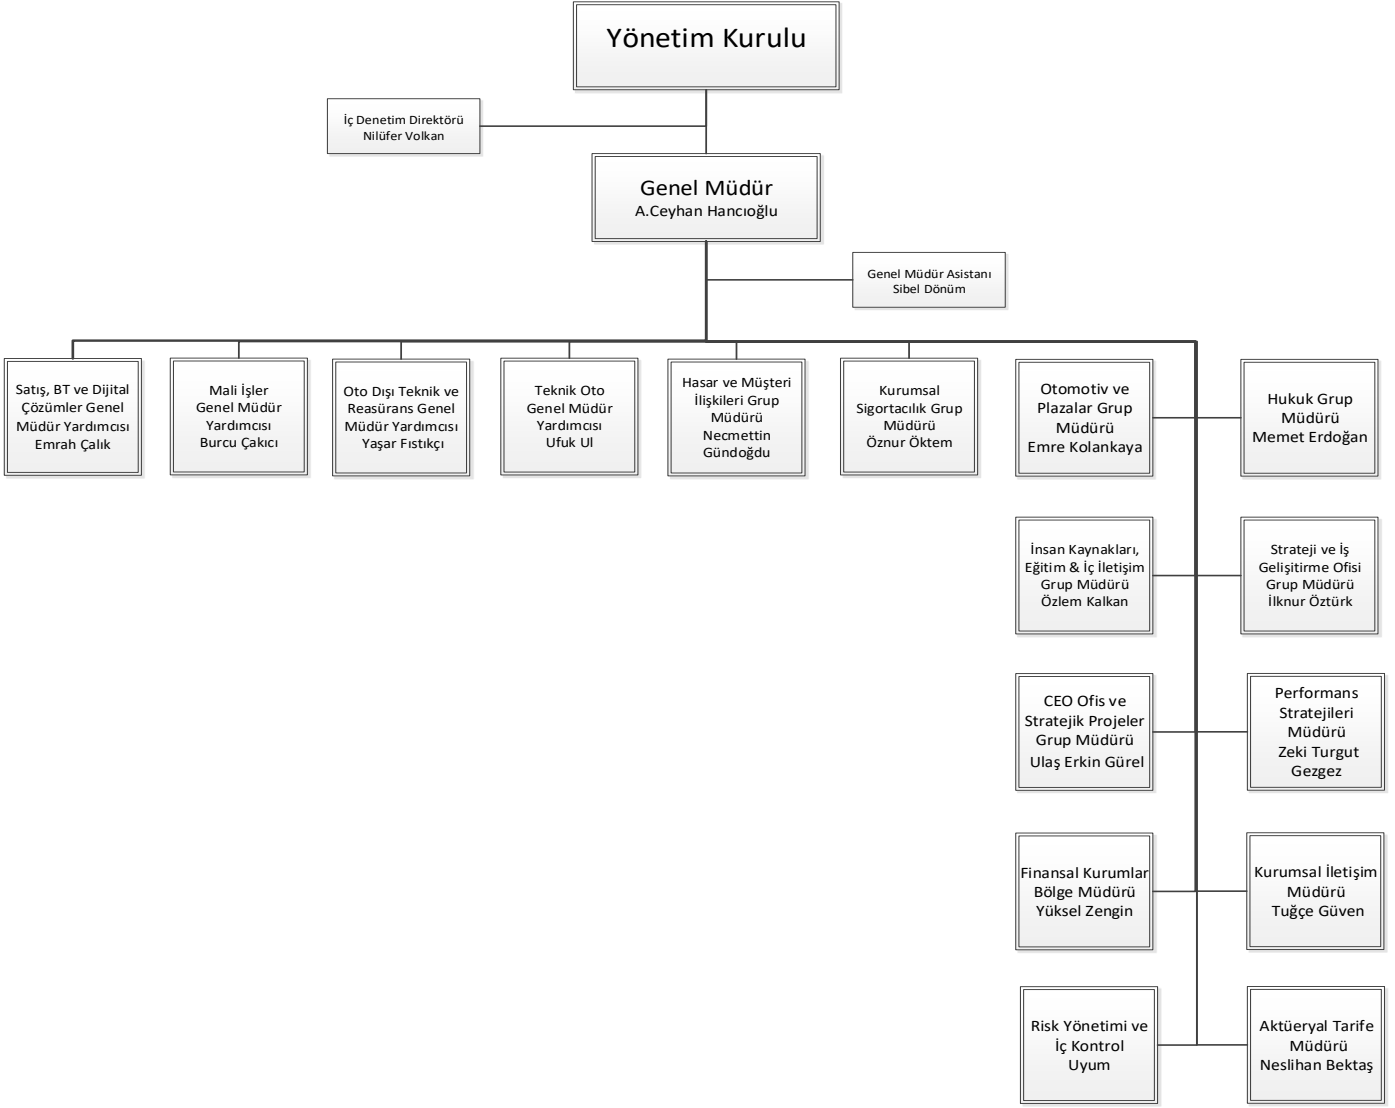 Yönetim Kurulu
İç Denetim Direktörü
Nilüfer Volkan
Genel Müdür
A.Ceyhan Hancıoğlu
Genel Müdür Asistanı
Sibel Dönüm
Satış, BT ve Dijital
Çözümler Genel
Müdür Yardımcısı
Emrah Çalık
Mali İşler
Genel Müdür
Yardımcısı
Burcu Çakıcı
Oto Dışı Teknik ve
Reasürans Genel
Müdür Yardımcısı
Yaşar Fıstıkçı
Teknik Oto
Genel Müdür
Yardımcısı
Ufuk Ul
Hasar ve Müşteri
İlişkileri Grup
Müdürü
Necmettin
Gündoğdu
Kurumsal
Sigortacılık Grup
Müdürü
Öznur Öktem
Otomotiv ve
Plazalar Grup
Müdürü
Emre Kolankaya
Hukuk Grup
Müdürü
Memet Erdoğan
İnsan Kaynakları,
Eğitim & İç İletişim
Grup Müdürü
Özlem Kalkan
Strateji ve İş
Gelişitirme Ofisi
Grup Müdürü
İlknur Öztürk
CEO Ofis ve
Stratejik Projeler
Grup Müdürü
Ulaş Erkin Gürel
Performans
Stratejileri
Müdürü
Zeki Turgut
Gezgez
Finansal Kurumlar
Bölge Müdürü
Yüksel Zengin
Kurumsal İletişim
Müdürü
Tuğçe Güven
Risk Yönetimi ve
İç Kontrol
Uyum
Aktüeryal Tarife
Müdürü
Neslihan Bektaş